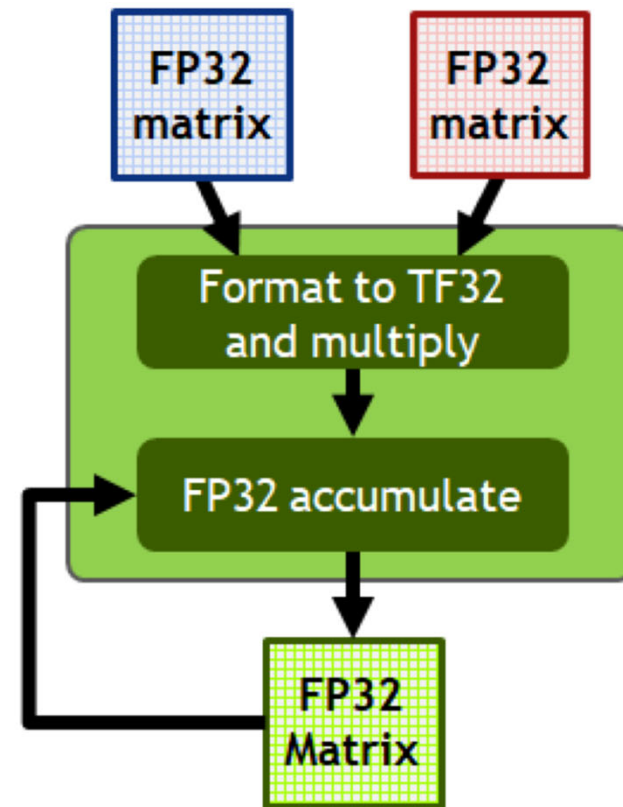 FP32
matrix
FP32
matrix
Format to TF32
and multiply
FP32 accumulate
FP32
Matrix